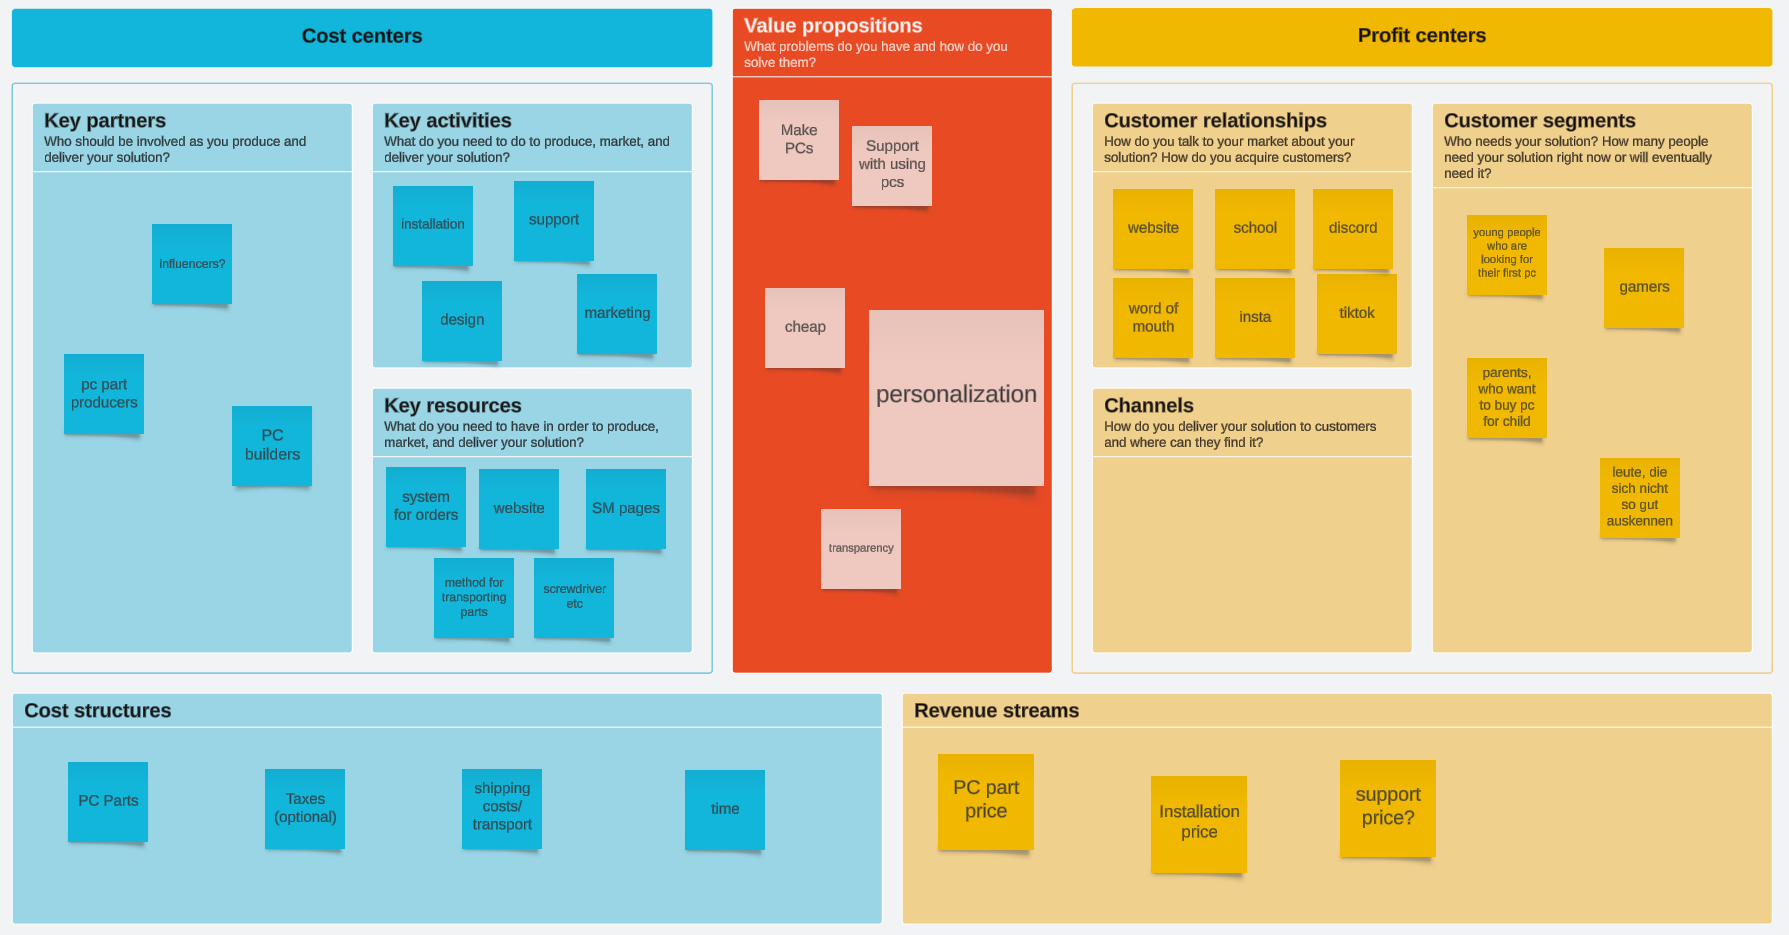 Cost centers
Value propositions
What problems do you have and how do you
solve them?
Profit centers
Key partners
Who should be involved as you produce and
deliver your solution?
influencers?
pc part
producers
PC
builders
Key activities
What do you need to do to produce, market, and
deliver your solution?
installation
support
design
marketing
Key resources
What do you need to have in order to produce,
market, and deliver your solution?
system
for orders
website
SM pages
method for
transporting
parts
screwdriver
etc
Make
PCs
Support
with using
pcs
cheap
personalization
transparency
Customer relationships
How do you talk to your market about your
solution? How do you acquire customers?
website
school
discord
word of
mouth
insta
tiktok
Channels
How do you deliver your solution to customers
and where can they find it?
Customer segments
Who needs your solution? How many people
need your solution right now or will eventually
need it?
young people
who are
looking for
their first pc
gamers
parents,
who want
to buy pc
for child
leute, die
sich nicht
so gut
auskennen
Cost structures
PC Parts
Taxes
(optional)
shipping
costs/
transport
time
Revenue streams
PC part
price
Installation
price
support
price?